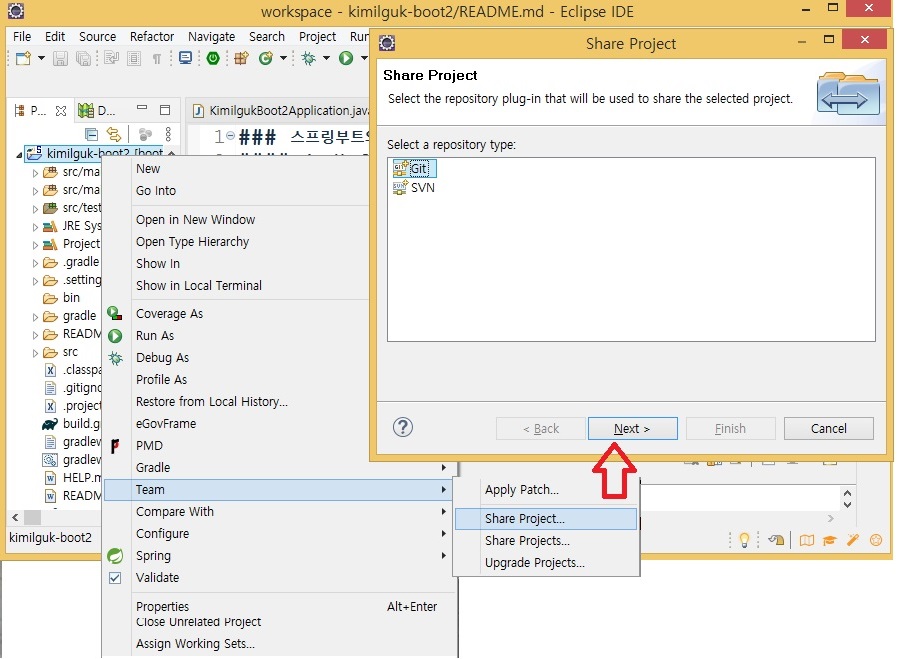 workspace - kimilguk-boot2/README.md - Eclipse IDE
File Edit Source Refactor Navigate Search Project Run
P... D...
KimilgukBoot2Application.java
1 ### 스프링부트의
kimilguk-boot2 [boot
src/ma
src/ma
src/test
JRE Sys
Project
.gradle
.setting
bin
gradle
READM
src
.classpa
.gitigno
.project
build.g
gradlew
gradlew
HELP.m
READM
kimilguk-boot2
New
Go Into
Open in New Window
Open Type Hierarchy
Show In
Show in Local Terminal
Coverage As
Run As
Debug As
Profile As
Restore from Local History...
eGovFrame
PMD
Gradle
Team
Compare With
Configure
Spring
Validate
Properties Alt+Enter
Close Unrelated Project
Assign Working Sets...
Apply Patch...
Share Project...
Share Projects...
Upgrade Projects...
Share Project
Share Project
Select the repository plug-in that will be used to share the selected project.
Select a repository type:
Git
SVN
< Back Next > Finish Cancel